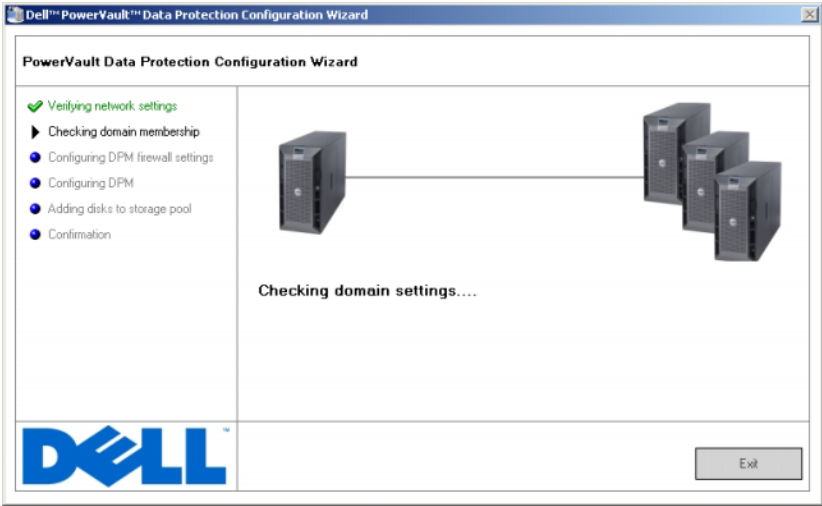 Dell™ PowerVault™ Data Protection Configuration Wizard
PowerVault Data Protection Configuration Wizard
Verifying network settings
Checking domain membership
Configuring DPM firewall settings
Configuring DPM
Adding disks to storage pool
Confirmation
Checking domain settings....
DELL™
Exit